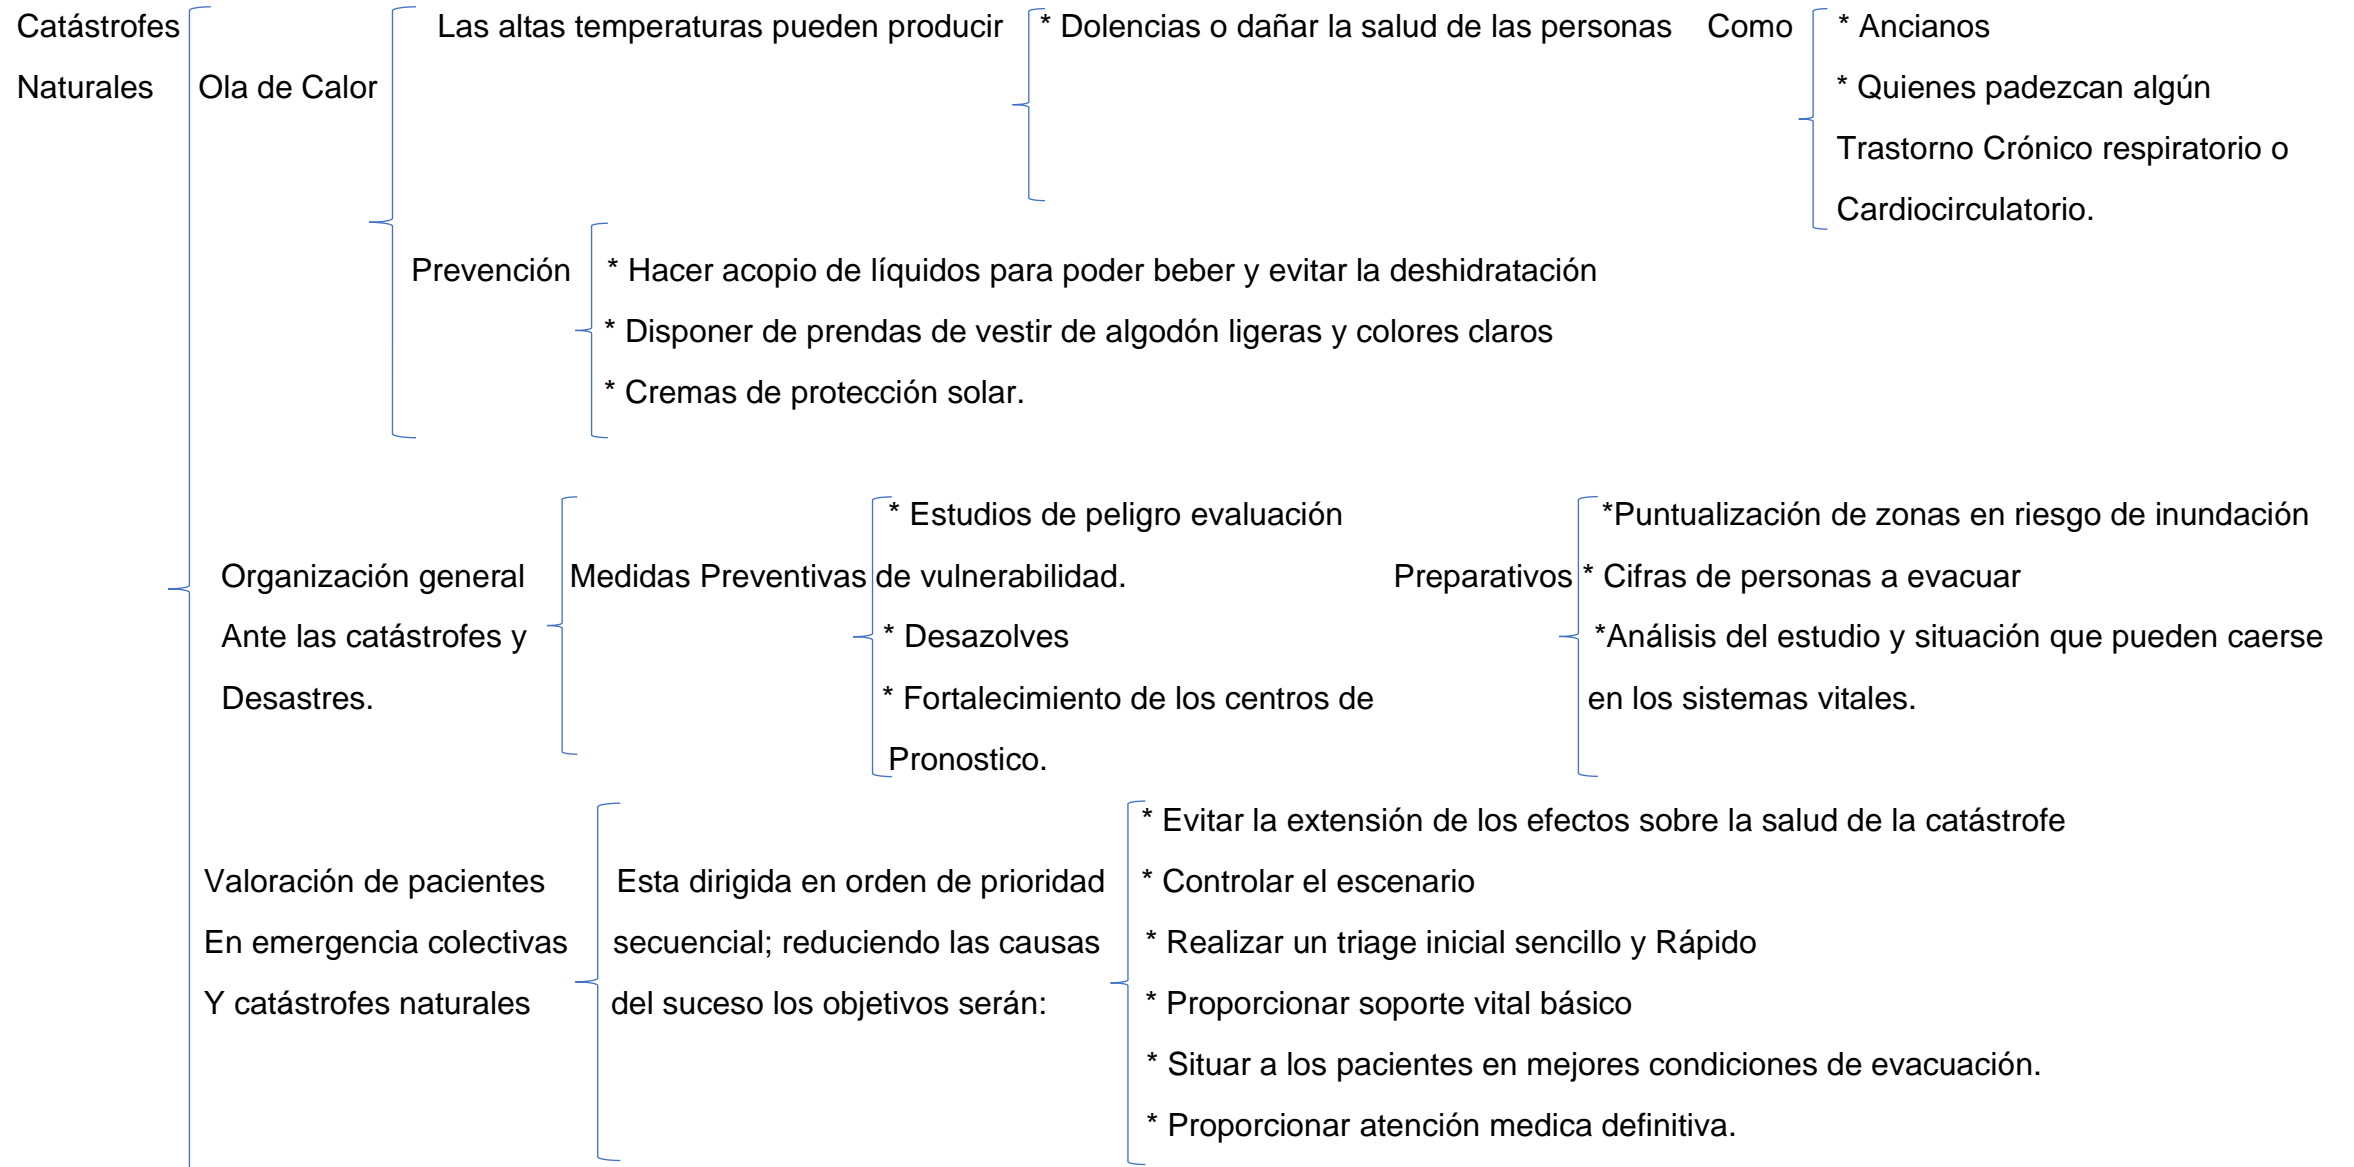 Catástrofes Las altas temperaturas pueden producir * Dolencias o dañar la salud de las personas Como * Ancianos
Naturales Ola de Calor * Quienes padezcan algún
Trastorno Crónico respiratorio o
Cardiocirculatorio.
Prevención * Hacer acopio de líquidos para poder beber y evitar la deshidratación
* Disponer de prendas de vestir de algodón ligeras y colores claros
* Cremas de protección solar.
* Estudios de peligro evaluación *Puntualización de zonas en riesgo de inundación
Organización general Medidas Preventivas de vulnerabilidad. Preparativos * Cifras de personas a evacuar
Ante las catástrofes y * Desazolves *Análisis del estudio y situación que pueden caerse
Desastres. * Fortalecimiento de los centros de en los sistemas vitales.
Pronostico.
* Evitar la extensión de los efectos sobre la salud de la catástrofe
Valoración de pacientes Esta dirigida en orden de prioridad * Controlar el escenario
En emergencia colectivas secuencial; reduciendo las causas * Realizar un triage inicial sencillo y Rápido
Y catástrofes naturales del suceso los objetivos serán: * Proporcionar soporte vital básico
* Situar a los pacientes en mejores condiciones de evacuación.
* Proporcionar atención medica definitiva.